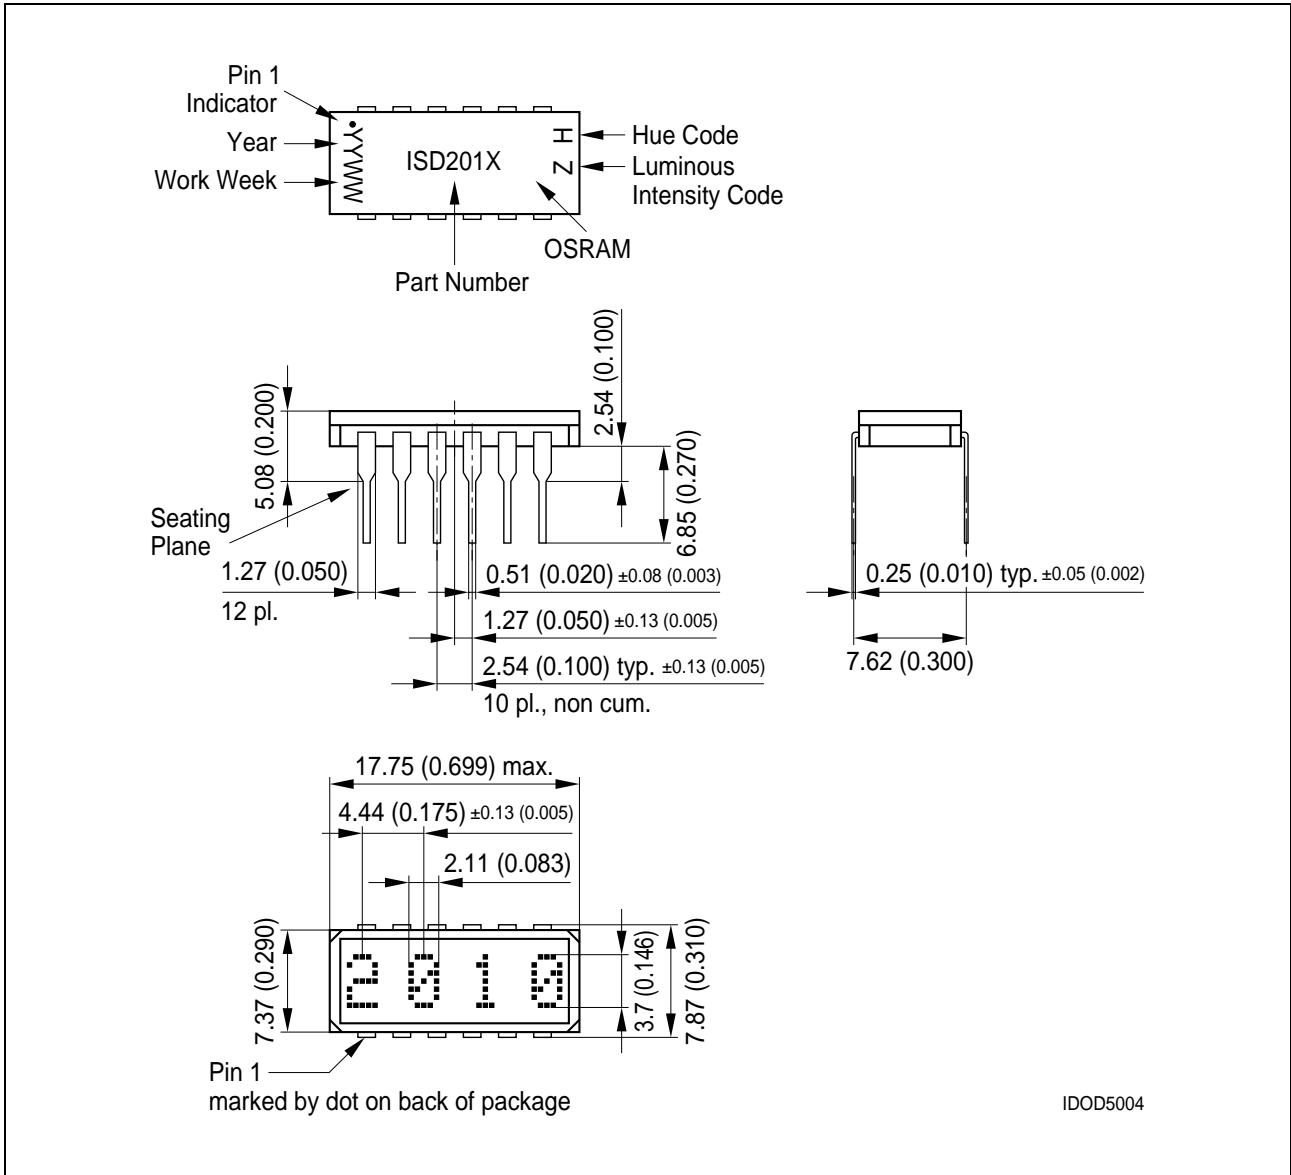 Pin 1
Indicator
Year
Work Week
YYWW
ISD201X
H
Z
Hue Code
Luminous
Intensity Code
OSRAM
Part Number
5.08 (0.200)
2.54 (0.100)
6.85 (0.270)
Seating
Plane
1.27 (0.050)
12 pl.
0.51 (0.020) ±0.08 (0.003)
1.27 (0.050) ±0.13 (0.005)
2.54 (0.100) typ. ±0.13 (0.005)
10 pl., non cum.
0.25 (0.010) typ. ±0.05 (0.002)
7.62 (0.300)
17.75 (0.699) max.
4.44 (0.175) ±0.13 (0.005)
2.11 (0.083)
7.37 (0.290)
2010
3.7 (0.146)
7.87 (0.310)
Pin 1
marked by dot on back of package
IDOD5004